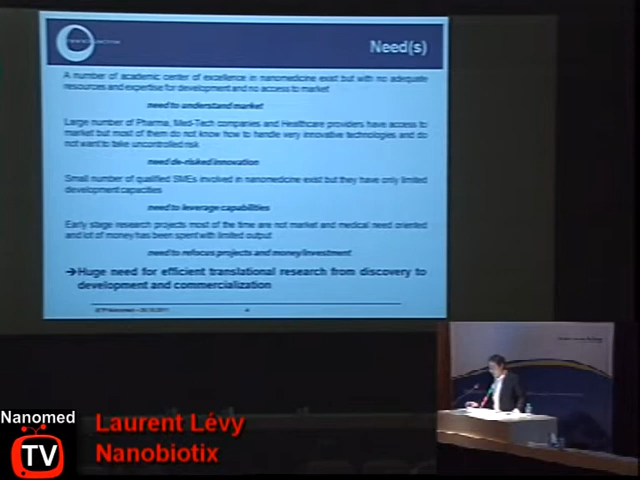 Need(s)
A number of academic center of excellence in nanomedicine exist but with no adequate
resources and expertise for development and no access to market
need to understand market
Large number of Pharma, Med-Tech companies and Healthcare providers have access to
market but most of them do not know how to handle very innovative technologies and do
not want to take uncontrolled risk
need de-risked innovation
Small number of qualified SMEs involved in nanomedicine exist but they have only limited
development capacities
need to leverage capabilities
Early stage research projects most of the time are not market and medical need oriented
and lot of money has been spent with limited output
need to refocus projects and money/investment
➔Huge need for efficient translational research from discovery to
development and commercialization
Nanomed
TV
Laurent Lévy
Nanobiotix